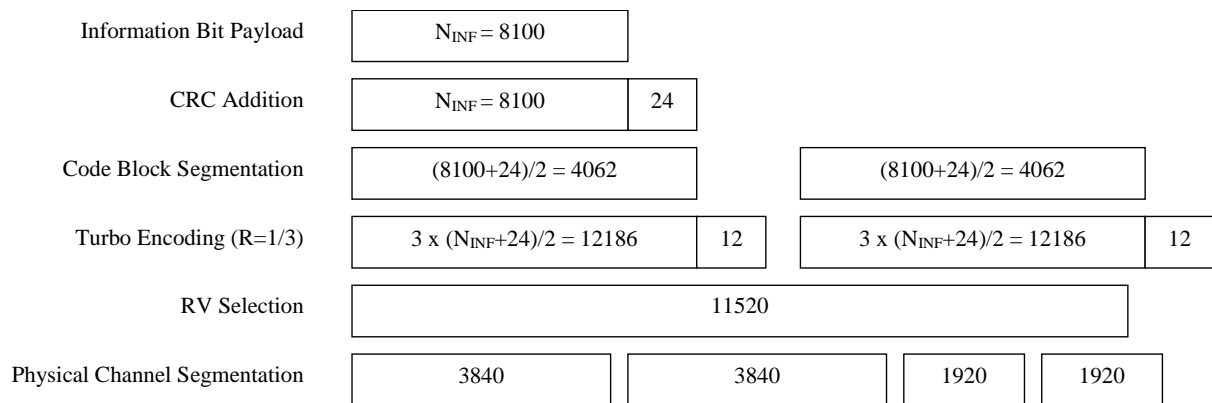 Information Bit Payload N_INF = 8100
CRC Addition N_INF = 8100 24
Code Block Segmentation (8100+24)/2 = 4062 (8100+24)/2 = 4062
Turbo Encoding (R=1/3) 3 x (N_INF+24)/2 = 12186 12 3 x (N_INF+24)/2 = 12186 12
RV Selection 11520
Physical Channel Segmentation 3840 3840 1920 1920